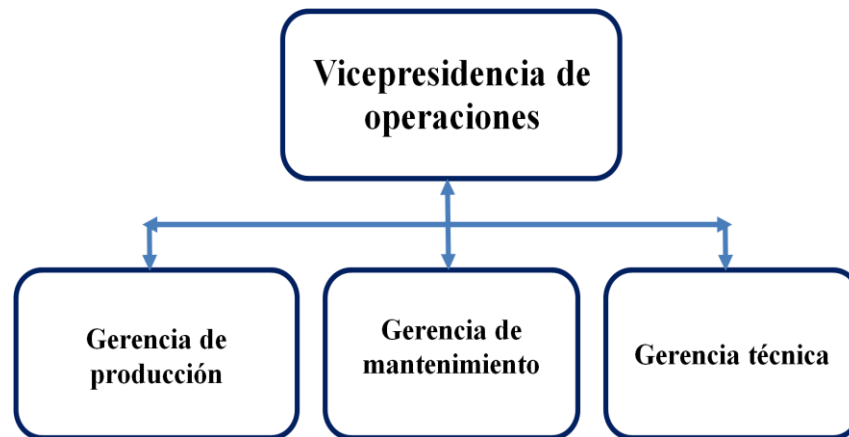 Vicepresidencia de
operaciones
Gerencia de
producción
Gerencia de
mantenimiento
Gerencia técnica